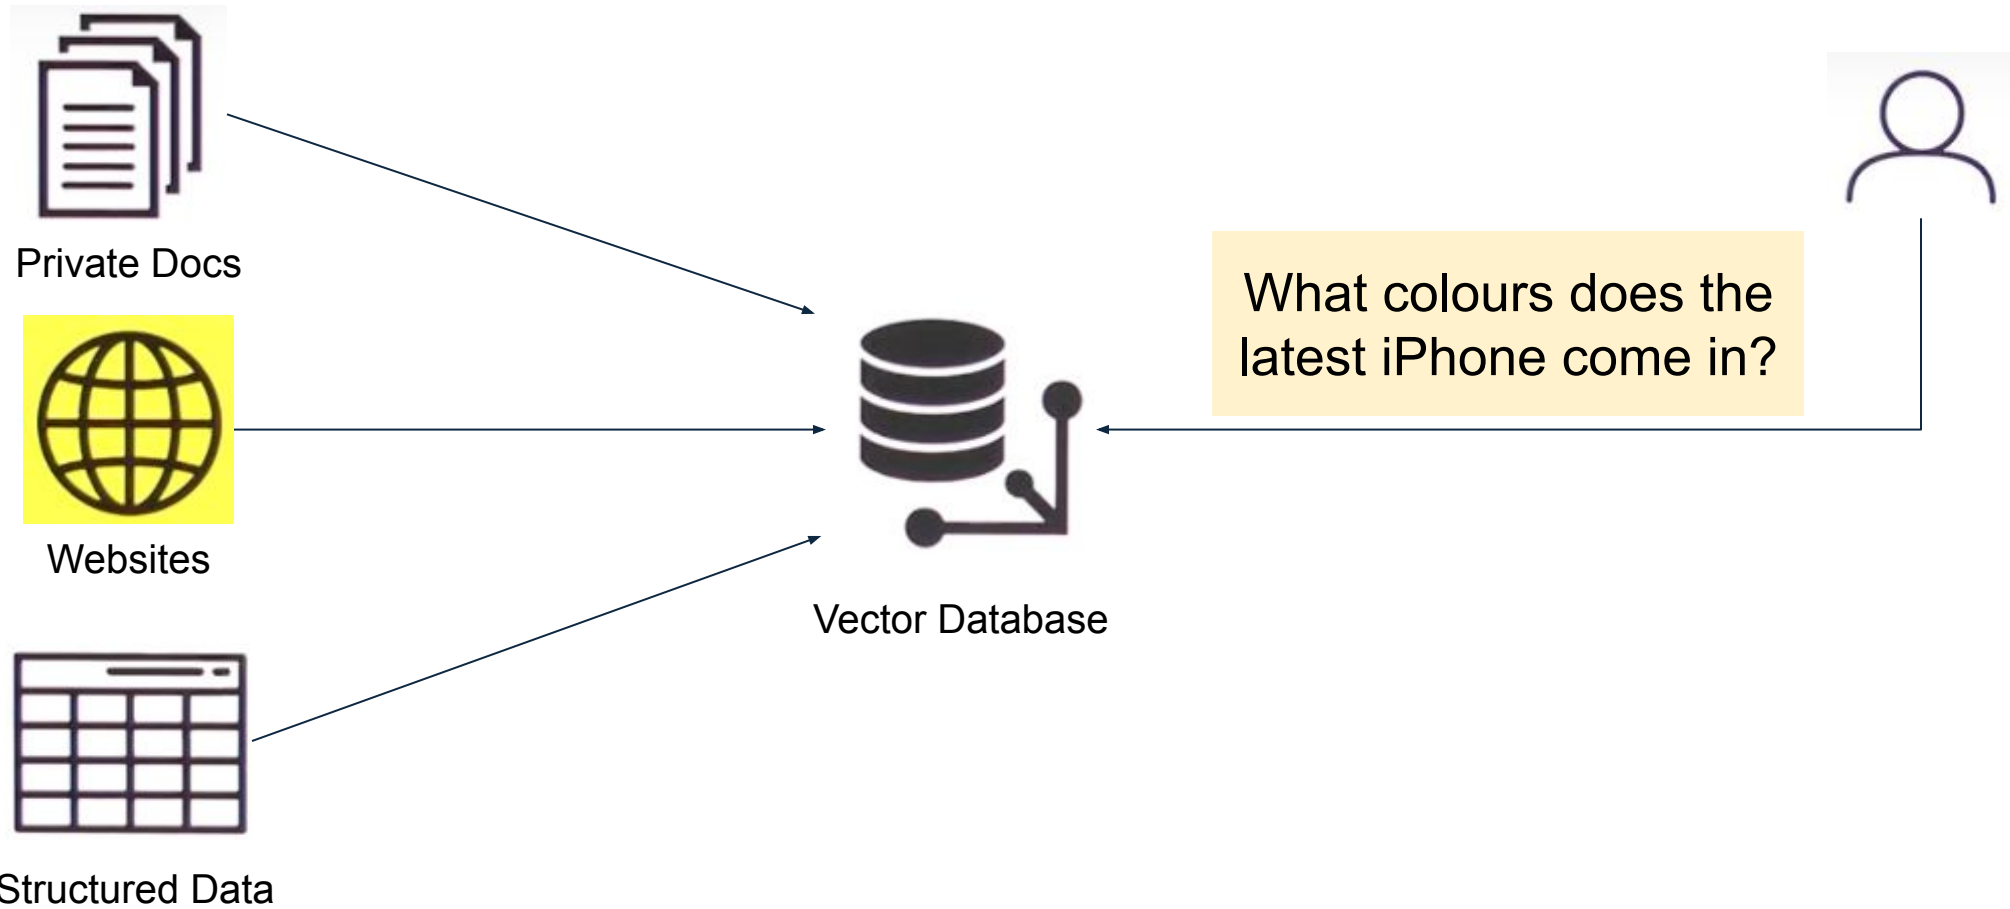 Private Docs
What colours does the
latest iPhone come in?
Websites
Vector Database
Structured Data